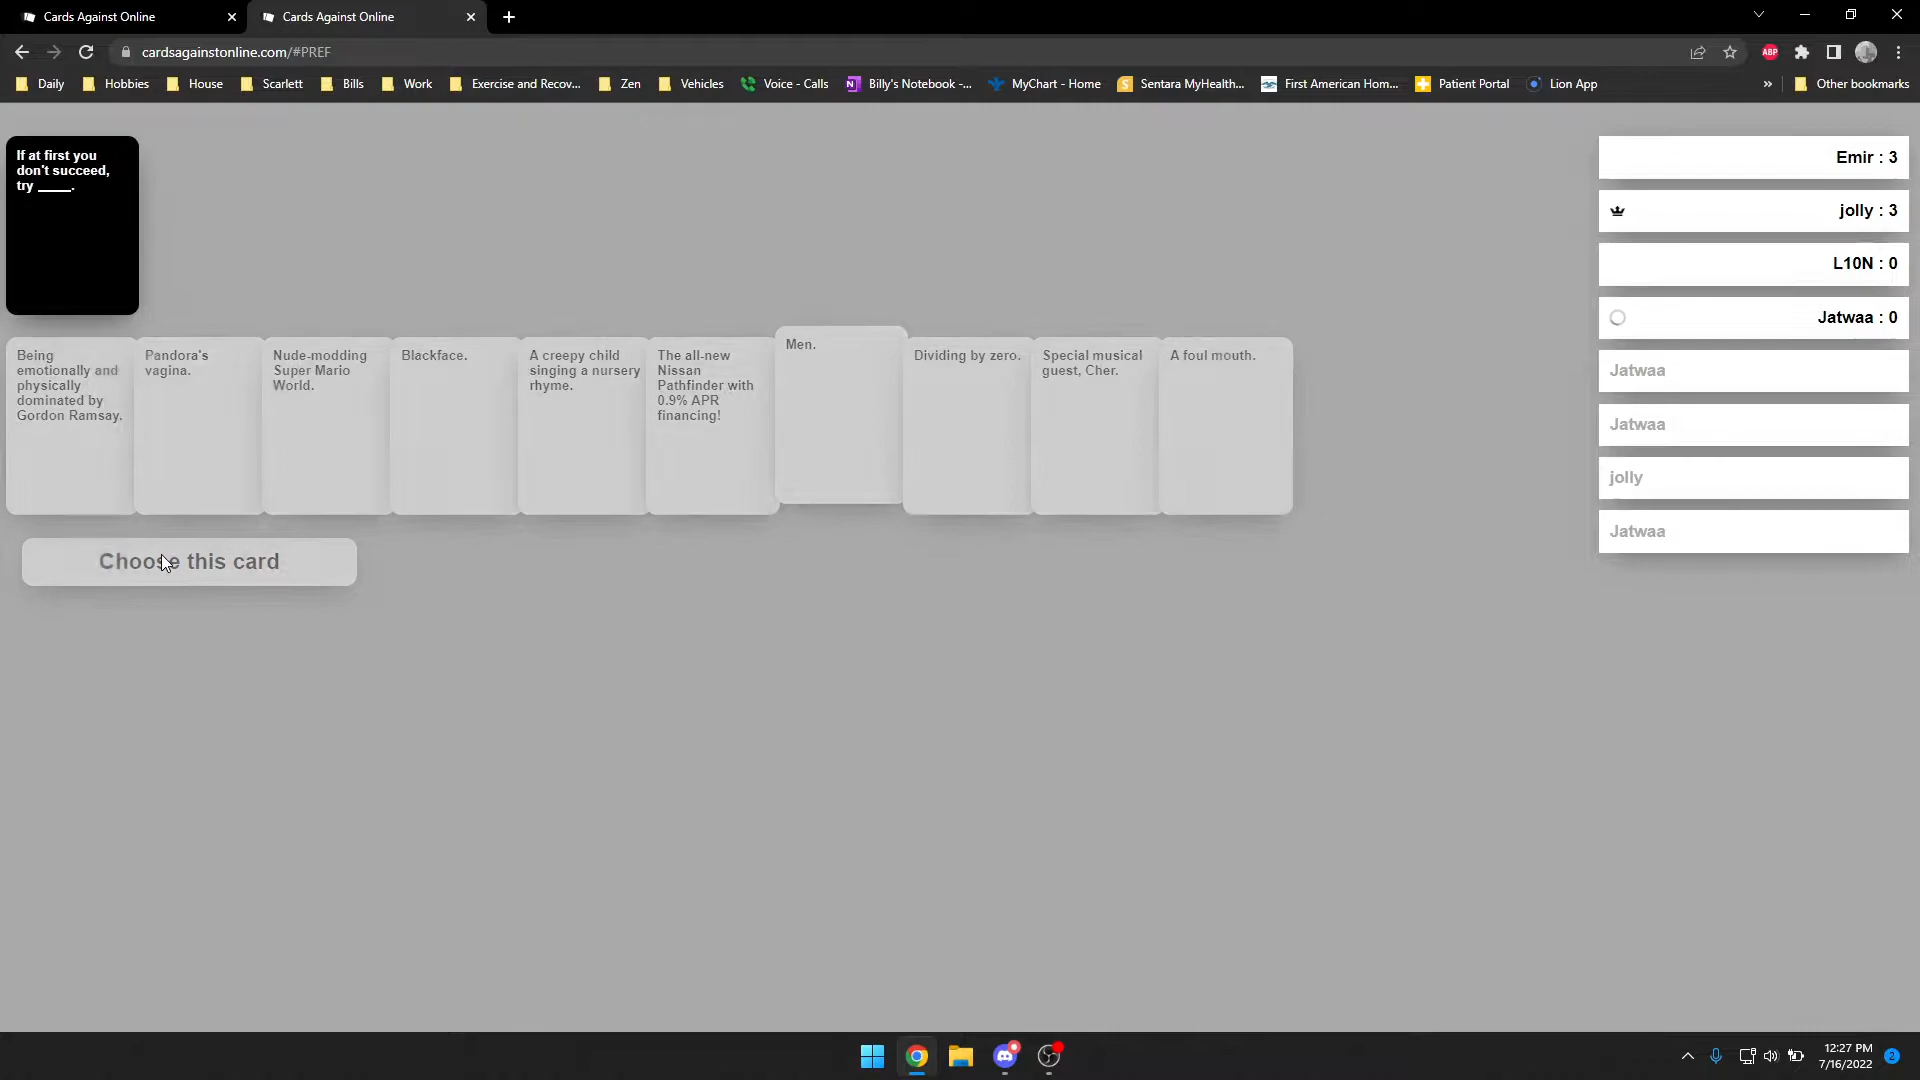 Cards Against Online
Cards Against Online
cardsagainstonline.com/#PREF
ABP
Daily
Hobbies
House
Scarlett
Bills
Work
Exercise and Recov...
Zen
Vehicles
Voice - Calls
Billy's Notebook -...
MyChart - Home
Sentara MyHealth...
First American Hom...
Patient Portal
Lion App
»
Other bookmarks
If at first you
don't succeed,
try _____.
Emir : 3
jolly : 3
L10N : 0
Jatwaa : 0
Jatwaa
Jatwaa
jolly
Jatwaa
Being
emotionally and
physically
dominated by
Gordon Ramsay.
Pandora's
vagina.
Nude-modding
Super Mario
World.
Blackface.
A creepy child
singing a nursery
rhyme.
The all-new
Nissan
Pathfinder with
0.9% APR
financing!
Men.
Dividing by zero.
Special musical
guest, Cher.
A foul mouth.
Choose this card
12:27 PM
7/16/2022
2